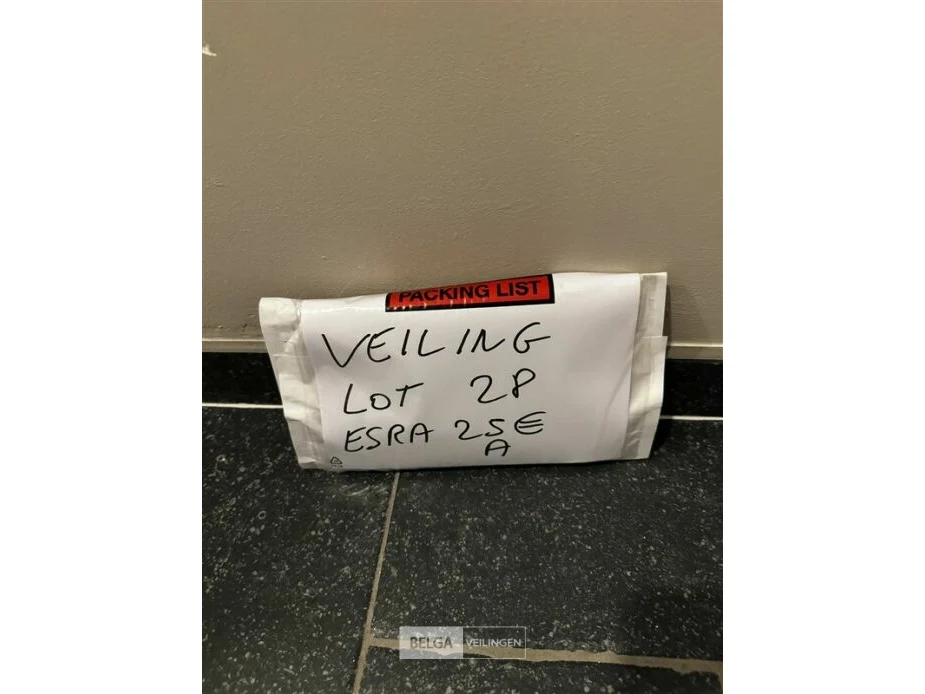 PACKING LIST
VEILING
LOT 28
ESRA 25€
A
BELGA VEILINGEN